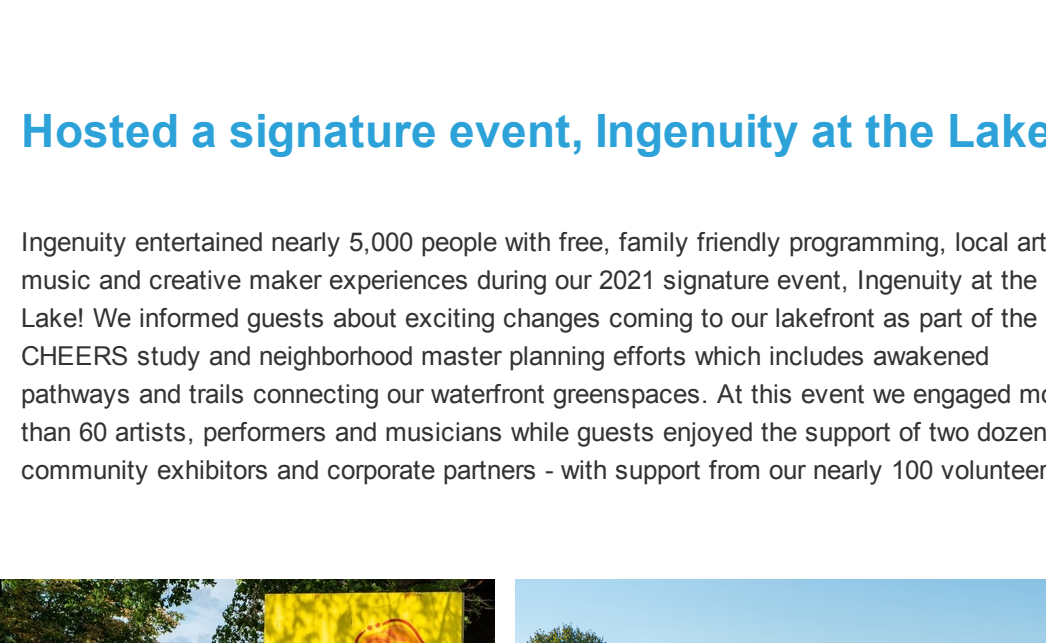 Hosted a signature event, Ingenuity at the Lake
Ingenuity entertained nearly 5,000 people with free, family friendly programming, local art
music and creative maker experiences during our 2021 signature event, Ingenuity at the
Lake! We informed guests about exciting changes coming to our lakefront as part of the
CHEERS study and neighborhood master planning efforts which includes awakened
pathways and trails connecting our waterfront greenspaces. At this event we engaged
than 60 artists, performers and musicians while guests enjoyed the support of two dozen
community exhibitors and corporate partners - with support from our nearly 100 volunteer